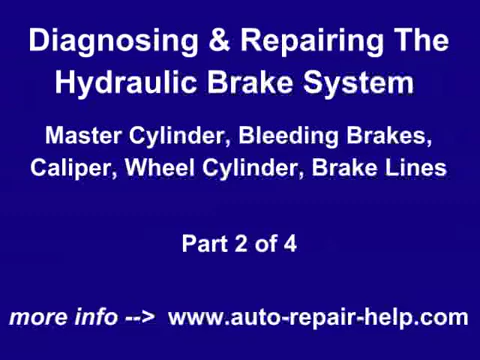 Diagnosing & Repairing The
Hydraulic Brake System
Master Cylinder, Bleeding Brakes,
Caliper, Wheel Cylinder, Brake Lines
Part 2 of 4
more info --> www.auto-repair-help.com